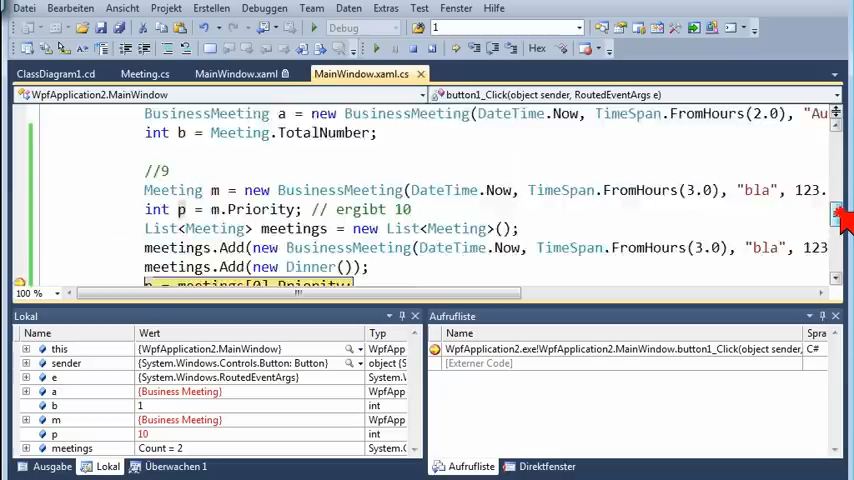 Datei Bearbeiten Ansicht Projekt Erstellen Debuggen Team Daten Extras Test Fenster Hilfe
Debug 1
Hex
ClassDiagram1.cd Meeting.cs MainWindow.xaml MainWindow.xaml.cs
WpfApplication2.MainWindow button1_Click(object sender, RoutedEventArgs e)
BusinessMeeting a = new BusinessMeeting(DateTime.Now, TimeSpan.FromHours(2.0), "Au
int b = Meeting.TotalNumber;
//9
Meeting m = new BusinessMeeting(DateTime.Now, TimeSpan.FromHours(3.0), "bla", 123.
int p = m.Priority; // ergibt 10
List<Meeting> meetings = new List<Meeting>();
meetings.Add(new BusinessMeeting(DateTime.Now, TimeSpan.FromHours(3.0), "bla", 123
meetings.Add(new Dinner());
p = meetings[0].Priority;
100 %
Lokal
Name Wert Typ
this {WpfApplication2.MainWindow} WpfApp
sender {System.Windows.Controls.Button: Button} object {S
e {System.Windows.RoutedEventArgs} System.W
a {Business Meeting} WpfApp
b 1 int
m {Business Meeting} WpfApp
p 10 int
meetings Count = 2 System.C
Ausgabe Lokal Überwachen 1
Aufrufliste
Name Spra
WpfApplication2.exe!WpfApplication2.MainWindow.button1_Click(object sender, C#
[Externer Code]
Aufrufliste Direktfenster